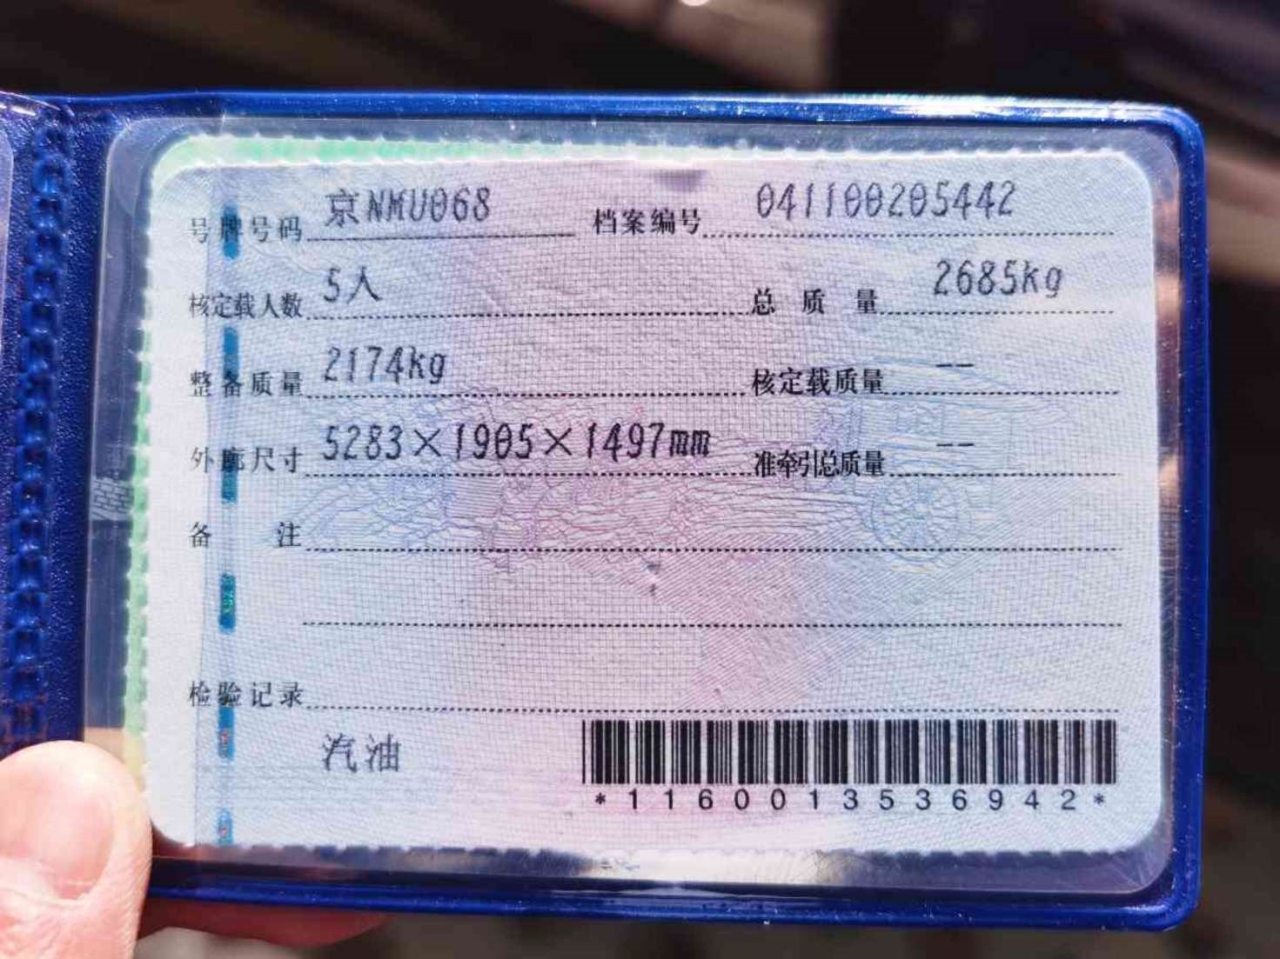 号牌号码 京NMU068 档案编号 041100205442
核定载人数 5人 总质量 2685kg
整备质量 2174kg 核定载质量 --
外廓尺寸 5283×1905×1497mm 准牵引总质量 --
备注
检验记录
汽油
*1160013536942*